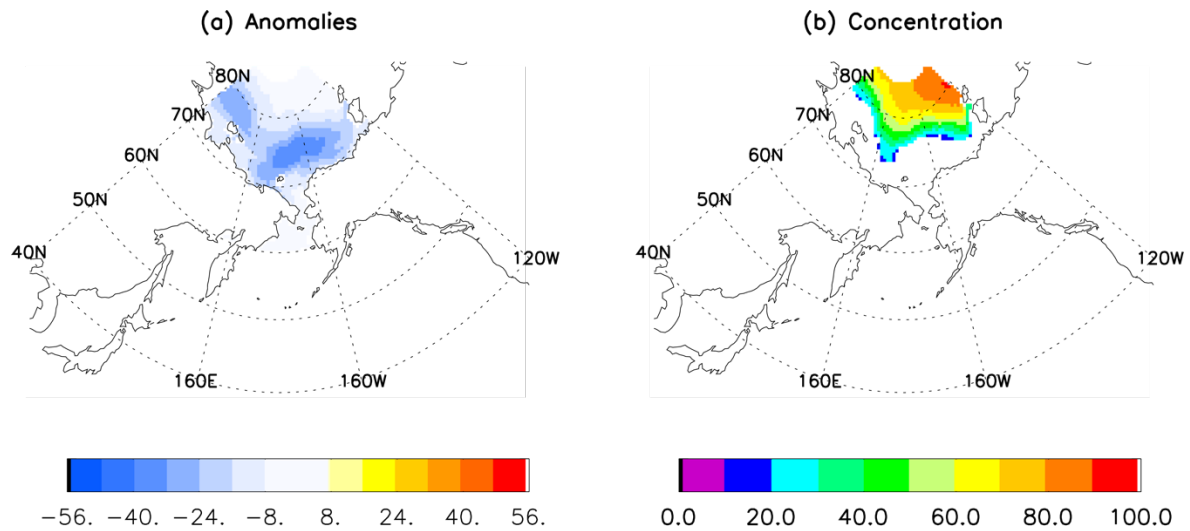 (a) Anomalies
80N
70N
60N
50N
40N
120W
160E
160W
-56. -40. -24. -8. 8. 24. 40. 56.
(b) Concentration
80N
70N
60N
50N
40N
120W
160E
160W
0.0 20.0 40.0 60.0 80.0 100.0